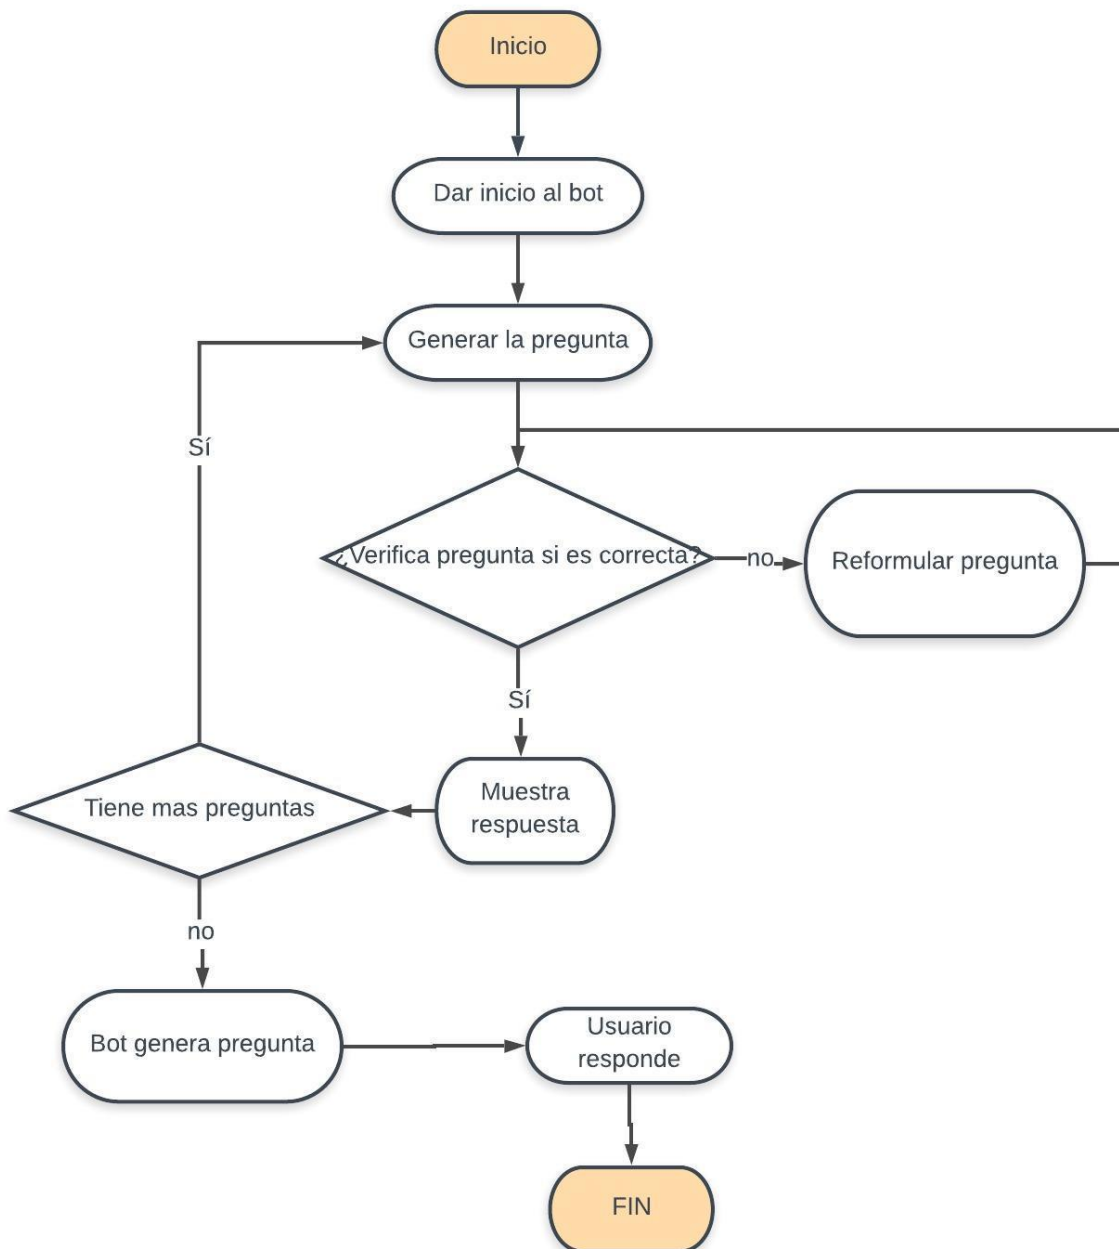 Inicio
Dar inicio al bot
Generar la pregunta
Sí
¿Verifica pregunta si es correcta?
no
Reformular pregunta
Sí
Muestra
respuesta
Tiene mas preguntas
no
Bot genera pregunta
Usuario
responde
FIN